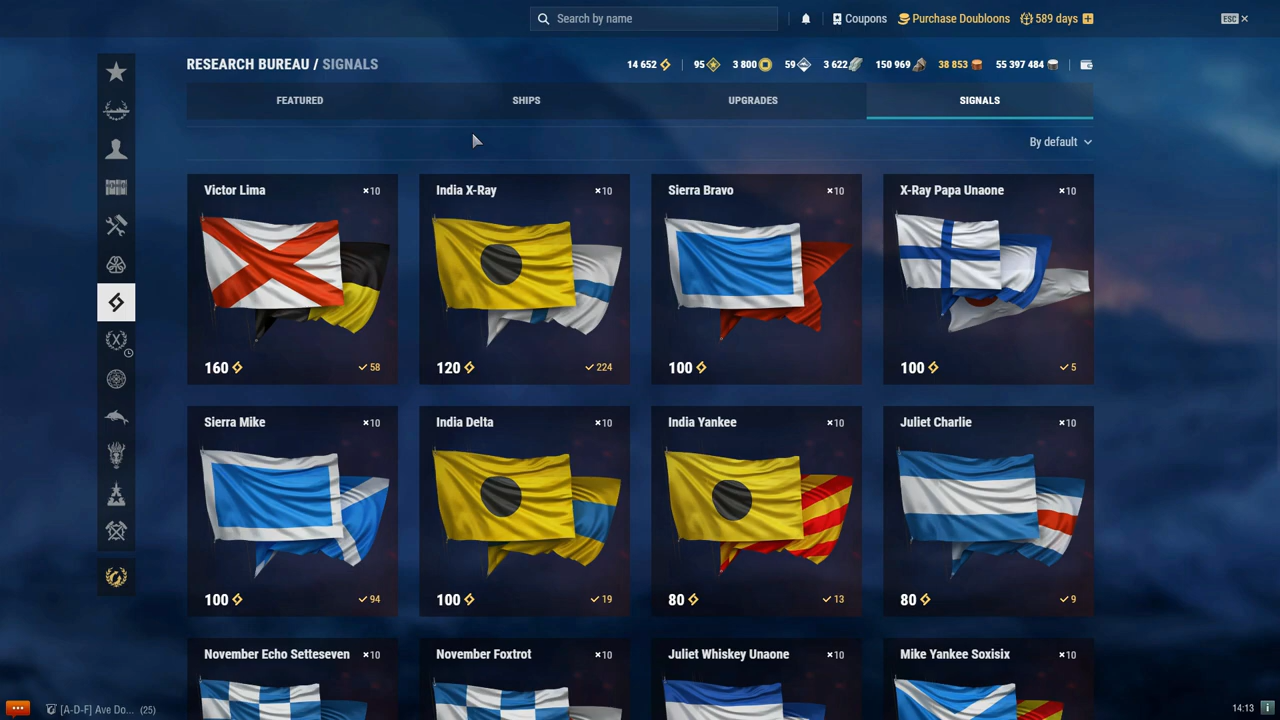 Search by name
Coupons
Purchase Doubloons
589 days
ESC
RESEARCH BUREAU / SIGNALS
14 652
95
3 800
59
3 622
150 969
38 853
55 397 484
FEATURED
SHIPS
UPGRADES
SIGNALS
By default
Victor Lima ×10
India X-Ray ×10
Sierra Bravo ×10
X-Ray Papa Unaone ×10
160
58
120
224
100
100
5
Sierra Mike ×10
India Delta ×10
India Yankee ×10
Juliet Charlie ×10
100
94
100
19
80
13
80
9
November Echo Setteseven ×10
November Foxtrot ×10
Juliet Whiskey Unaone ×10
Mike Yankee Soxisix ×10
[A-D-F] Ave Do... (25)
14:13